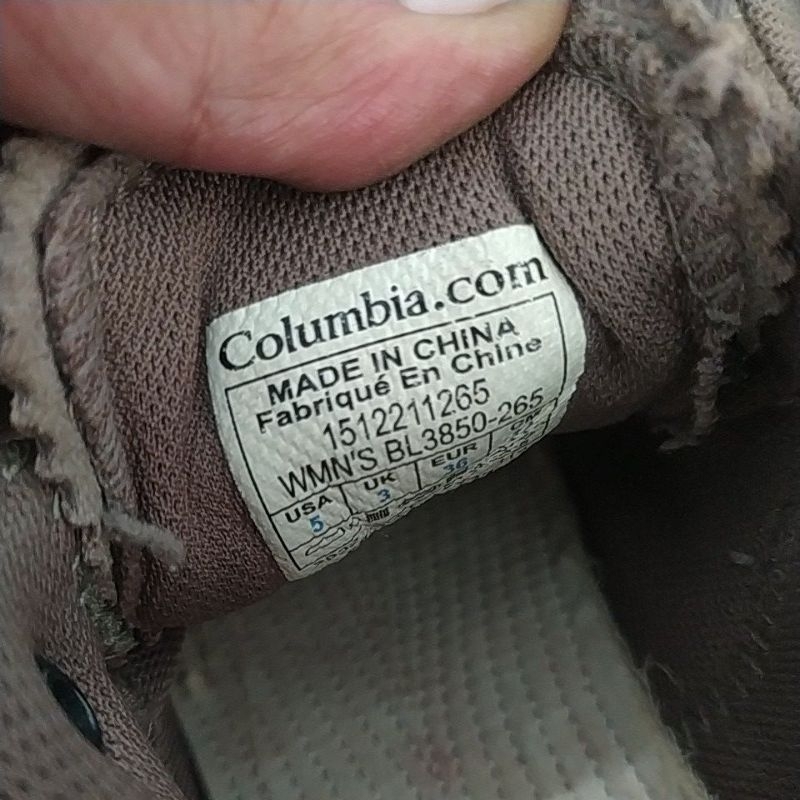 Columbia.com
MADE IN CHINA
Fabriqué En Chine
1512211265
WMN'S BL3850-265
USA UK EUR
5 3 36